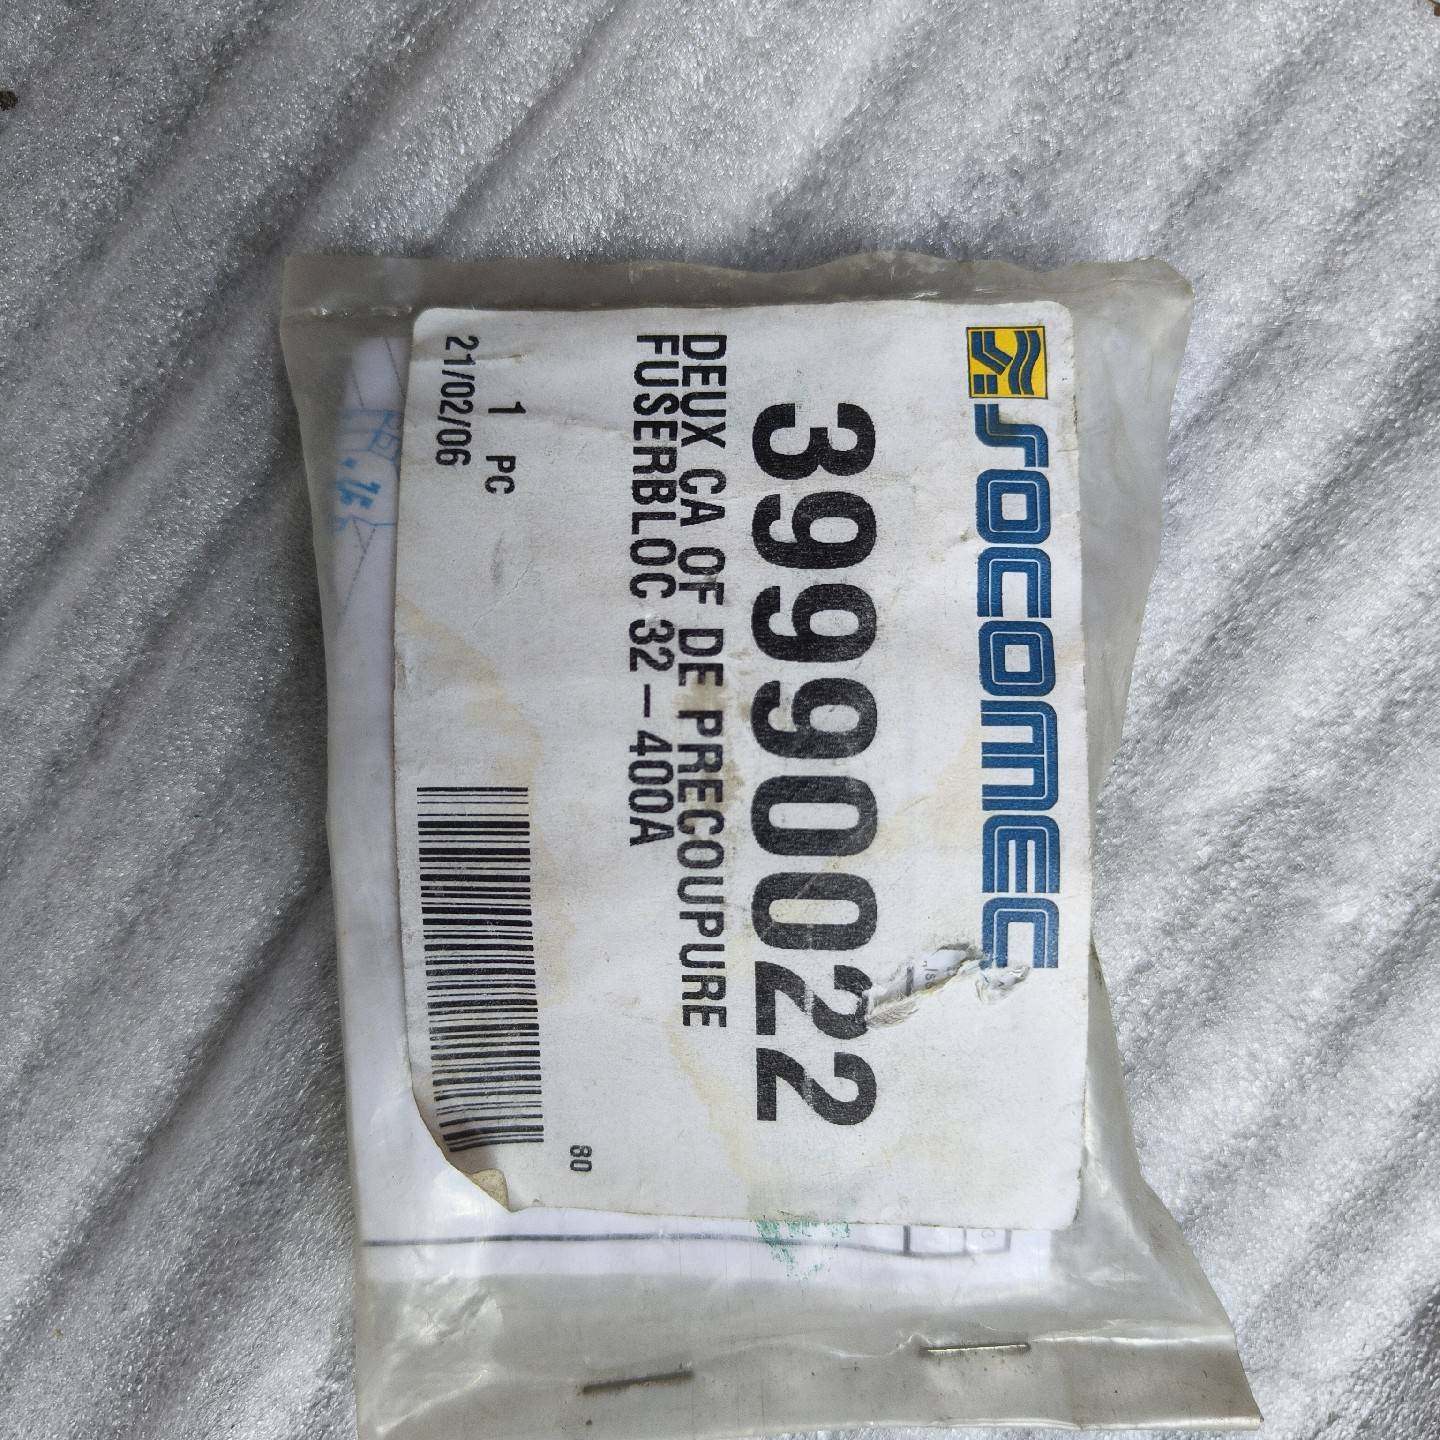 SOCOMEC
39990022
DEUX CA OF DE PRECOUPURE
FUSERBLOC 32-400A
80
1 PC
21/02/06